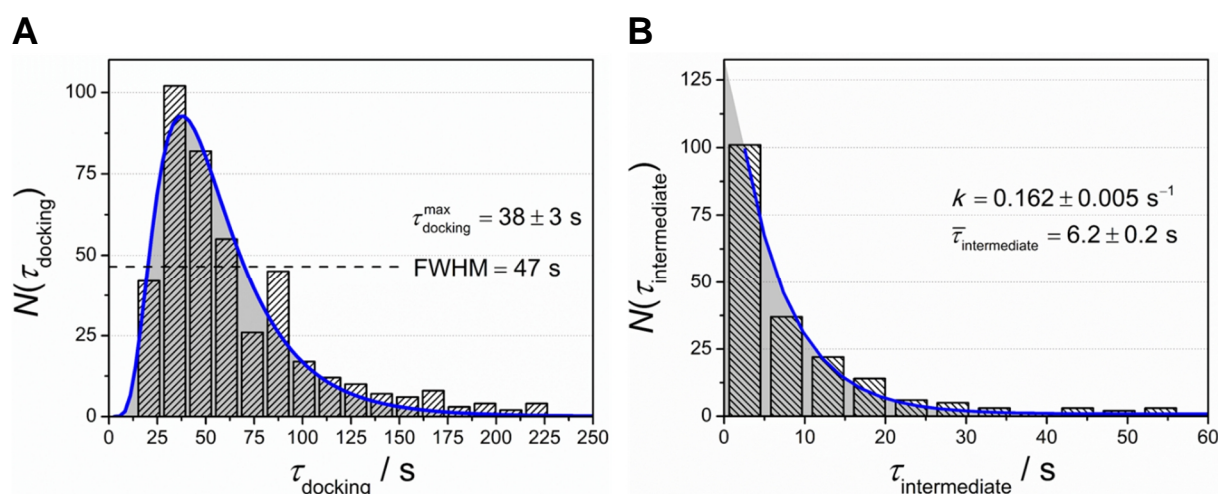 A
N(τdocking)
100
75
50
25
0
τ max docking = 38 ± 3 s
FWHM = 47 s
0 25 50 75 100 125 150 175 200 225 250
τdocking / s
B
N(τintermediate)
125
100
75
50
25
0
k = 0.162 ± 0.005 s⁻¹
τ̅intermediate = 6.2 ± 0.2 s
0 10 20 30 40 50 60
τintermediate / s